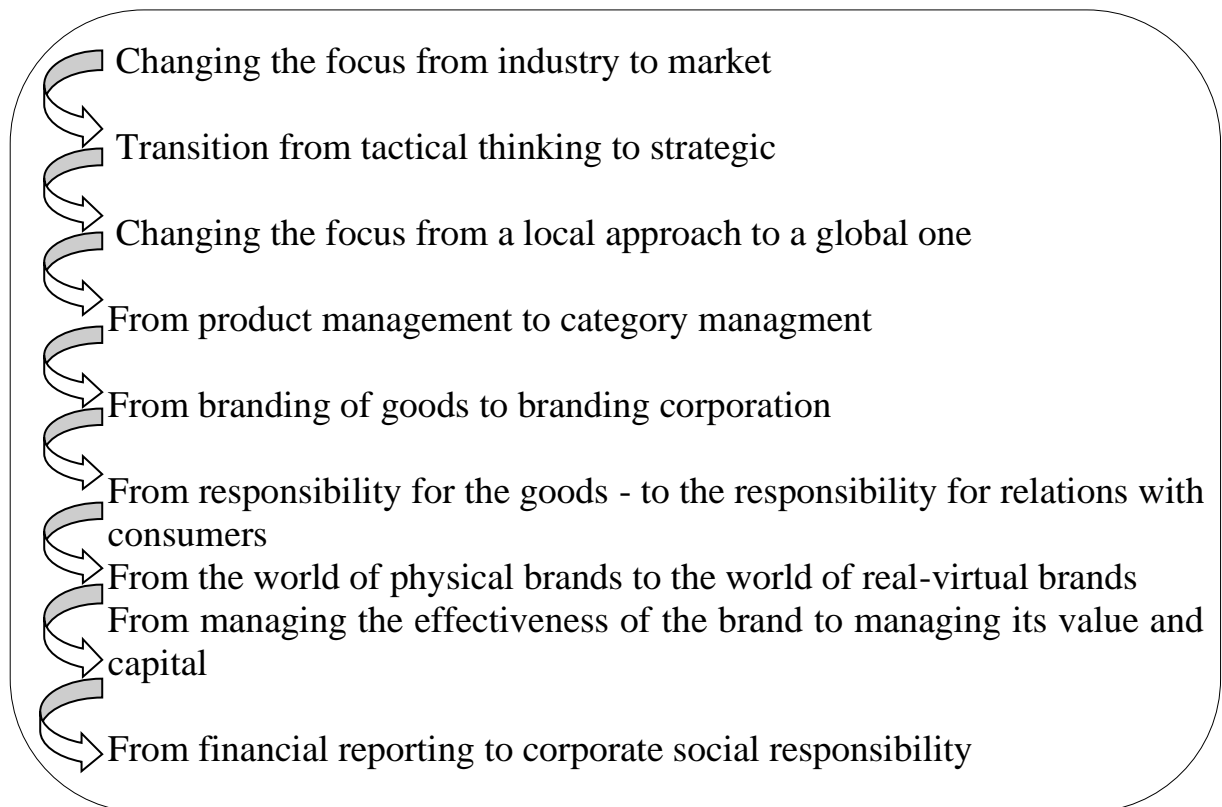 Changing the focus from industry to market
Transition from tactical thinking to strategic
Changing the focus from a local approach to a global one
From product management to category managment
From branding of goods to branding corporation
From responsibility for the goods - to the responsibility for relations with
consumers
From the world of physical brands to the world of real-virtual brands
From managing the effectiveness of the brand to managing its value and
capital
From financial reporting to corporate social responsibility